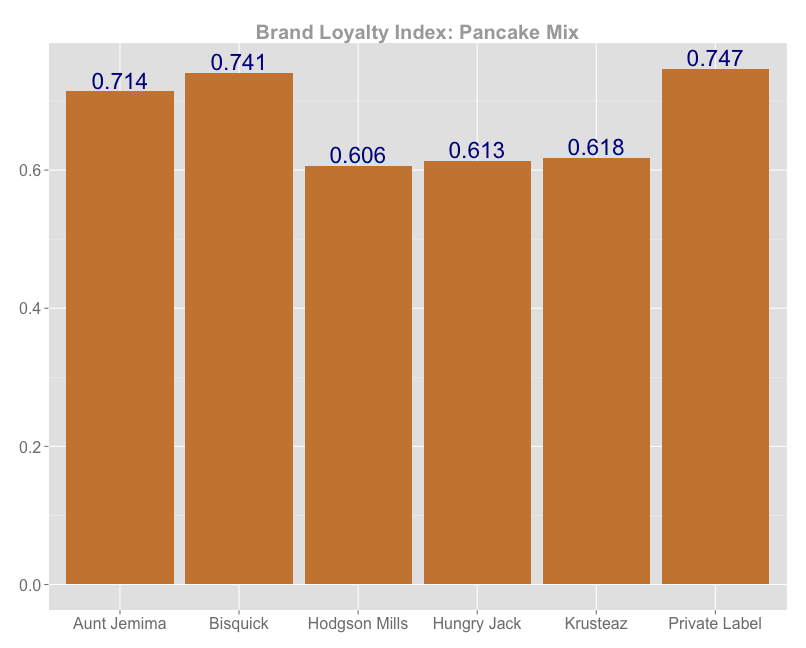 Brand Loyalty Index: Pancake Mix
0.714 0.741 0.606 0.613 0.618 0.747
0.6
0.4
0.2
0.0
Aunt Jemima Bisquick Hodgson Mills Hungry Jack Krusteaz Private Label